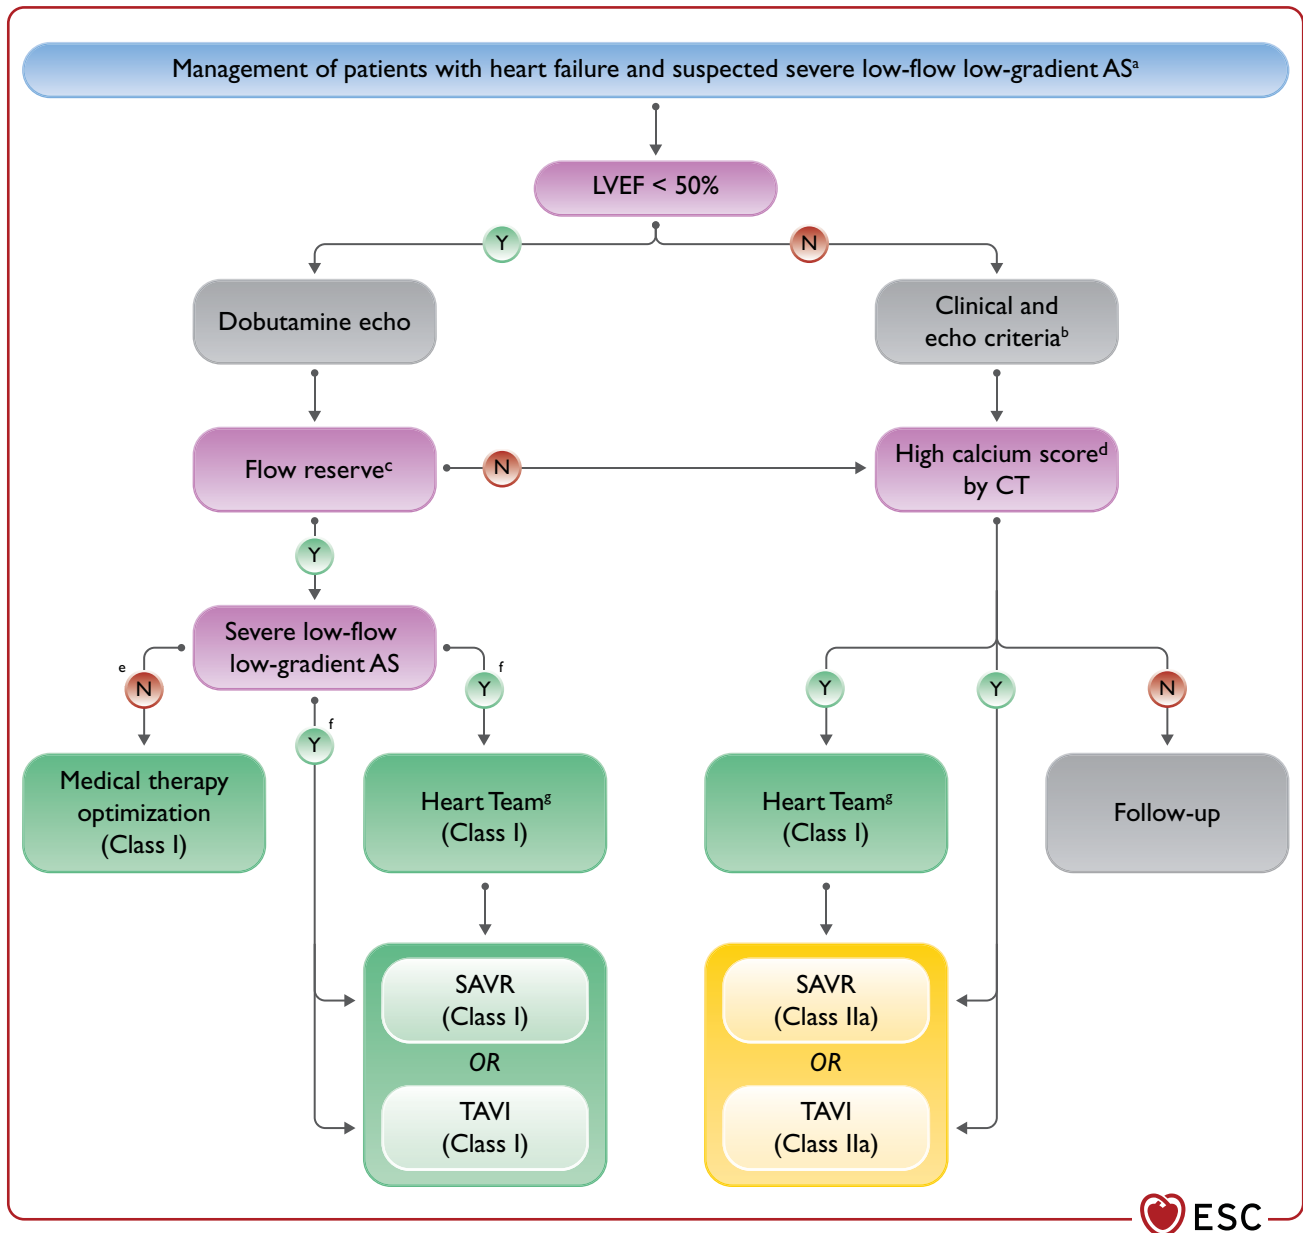 Management of patients with heart failure and suspected severe low-flow low-gradient ASᵃ
LVEF < 50%
Y
N
Dobutamine echo
Clinical and
echo criteriaᵇ
Flow reserveᶜ
N
High calcium scoreᵈ
by CT
Y
Severe low-flow
low-gradient AS
e
N
f
Y
f
Y
Y
Y
N
Medical therapy
optimization
(Class I)
Heart Teamᵍ
(Class I)
Heart Teamᵍ
(Class I)
Follow-up
SAVR
(Class I)
OR
TAVI
(Class I)
SAVR
(Class IIa)
OR
TAVI
(Class IIa)
ESC